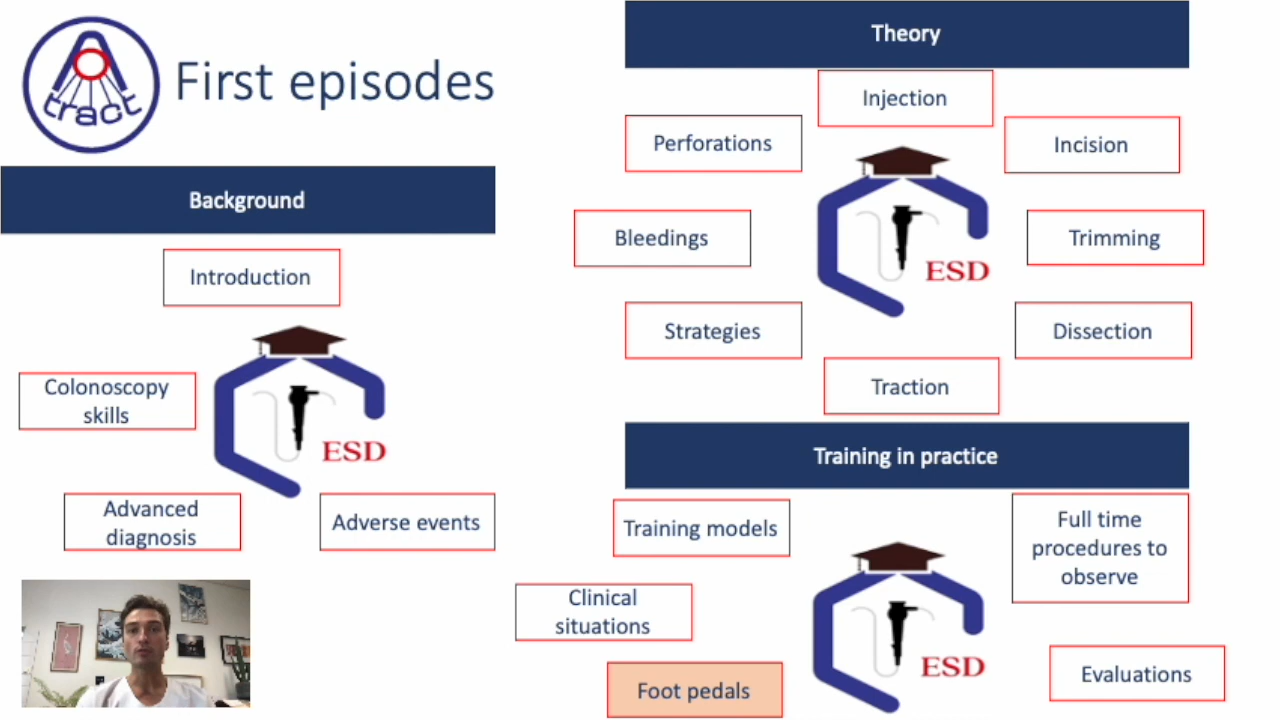 tract
First episodes
Background
Introduction
Colonoscopy
skills
ESD
Advanced
diagnosis
Adverse events
Theory
Injection
Perforations
Incision
Bleedings
Trimming
ESD
Strategies
Dissection
Traction
Training in practice
Training models
Full time
procedures to
observe
Clinical
situations
ESD
Foot pedals
Evaluations